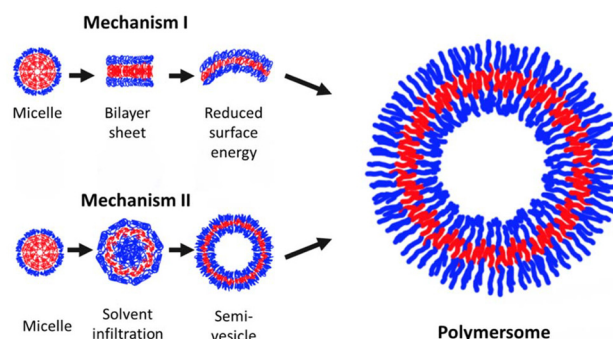 Mechanism I
Micelle
Bilayer
sheet
Reduced
surface
energy
Mechanism II
Micelle
Solvent
infiltration
Semi-
vesicle
Polymersome